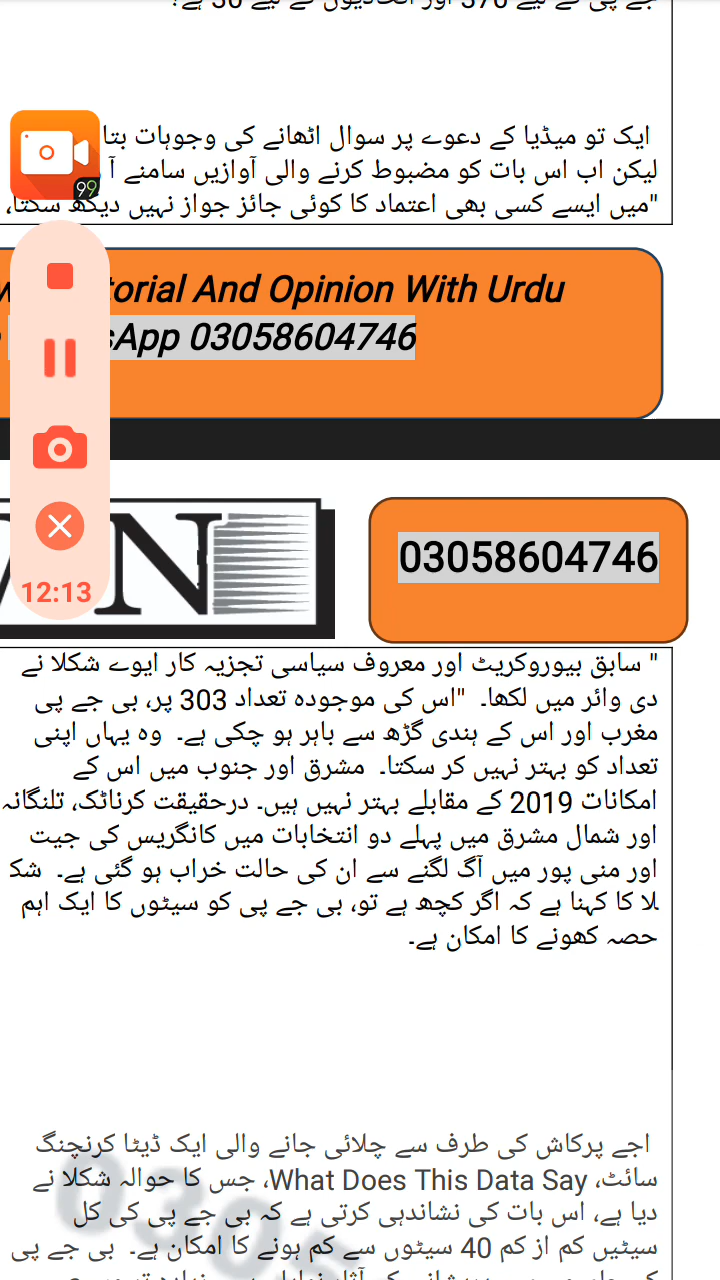 جے پی کے لیے 370 اور اتحادیوں کے لیے 30 ہے؟
ایک تو میڈیا کے دعوے پر سوال اٹھانے کی وجوہات بتا
لیکن اب اس بات کو مضبوط کرنے والی آوازیں سامنے آ
"میں ایسے کسی بھی اعتماد کا کوئی جائز جواز نہیں دیکھ سکتا،
torial And Opinion With Urdu
sApp 03058604746
N
03058604746
12:13
" سابق بیوروکریٹ اور معروف سیاسی تجزیہ کار ایوے شکلا نے
دی وائر میں لکھا۔ "اس کی موجودہ تعداد 303 پر، بی جے پی
مغرب اور اس کے ہندی گڑھ سے باہر ہو چکی ہے۔ وہ یہاں اپنی
تعداد کو بہتر نہیں کر سکتا۔ مشرق اور جنوب میں اس کے
امکانات 2019 کے مقابلے بہتر نہیں ہیں۔ درحقیقت کرناٹک، تلنگانہ
اور شمال مشرق میں پہلے دو انتخابات میں کانگریس کی جیت
اور منی پور میں آگ لگنے سے ان کی حالت خراب ہو گئی ہے۔ شک
لا کا کہنا ہے کہ اگر کچھ ہے تو، بی جے پی کو سیٹوں کا ایک اہم
حصہ کھونے کا امکان ہے۔
اجے پرکاش کی طرف سے چلائی جانے والی ایک ڈیٹا کرنچنگ
سائٹ، What Does This Data Say، جس کا حوالہ شکلا نے
دیا ہے، اس بات کی نشاندہی کرتی ہے کہ بی جے پی کی کل
سیٹیں کم از کم 40 سیٹوں سے کم ہونے کا امکان ہے۔ بی جے پی
0305